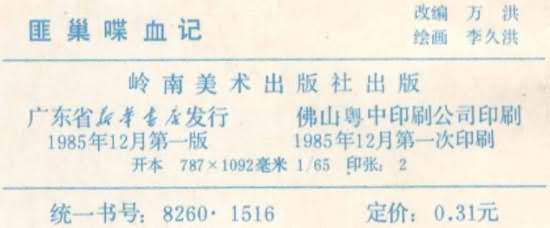 匪巢喋血记
改编 万洪
绘画 李久洪
岭南美术出版社出版
广东省新华书店发行 佛山粤中印刷公司印刷
1985年12月第一版 1985年12月第一次印刷
开本 787×1092毫米 1/65 印张：2
统一书号：8260·1516 定价：0.31元